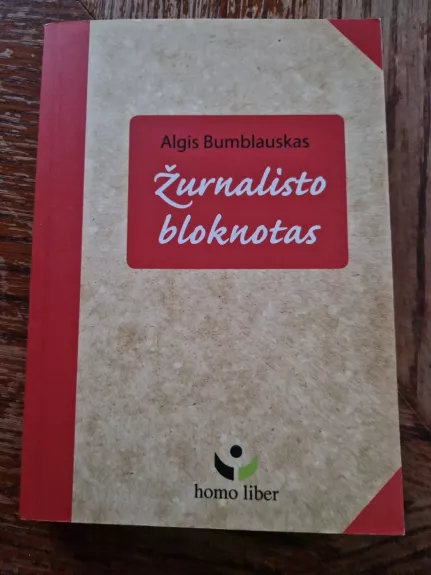 Algis Bumblauskas
Žurnalisto
bloknotas
homo liber